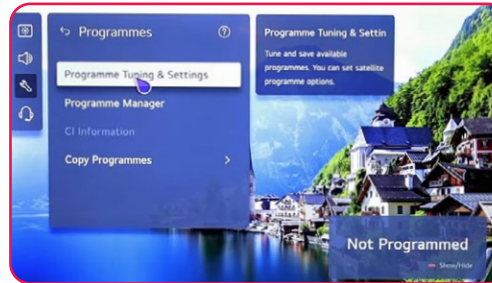 Programmes
Programme Tuning & Settings
Programme Manager
CI Information
Copy Programmes
Programme Tuning & Settin
Tune and save available
programmes. You can set satellite
programme options.
Not Programmed
Show/Hide